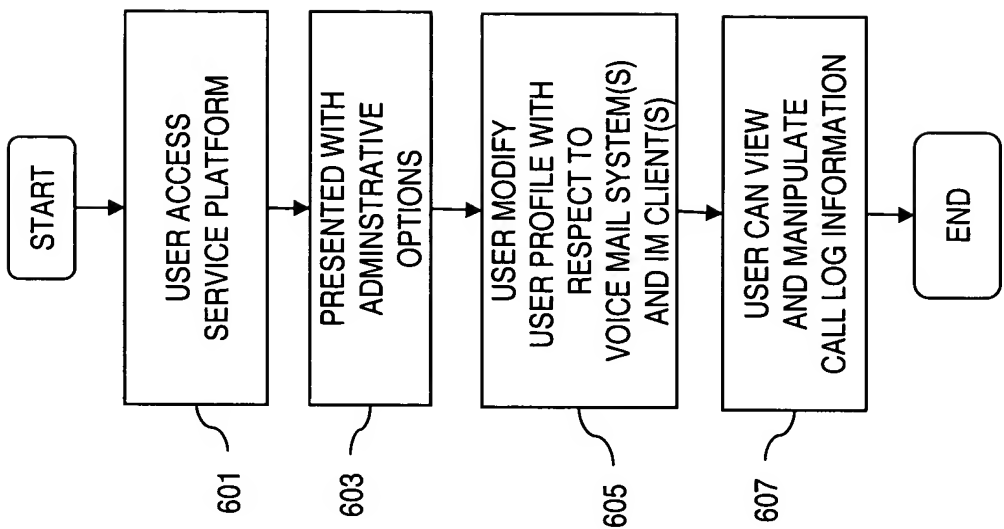 START
USER ACCESS
SERVICE PLATFORM
601
PRESENTED WITH
ADMINSTRATIVE
OPTIONS
603
USER MODIFY
USER PROFILE WITH
RESPECT TO
VOICE MAIL SYSTEM(S)
AND IM CLIENT(S)
605
USER CAN VIEW
AND MANIPULATE
CALL LOG INFORMATION
607
END